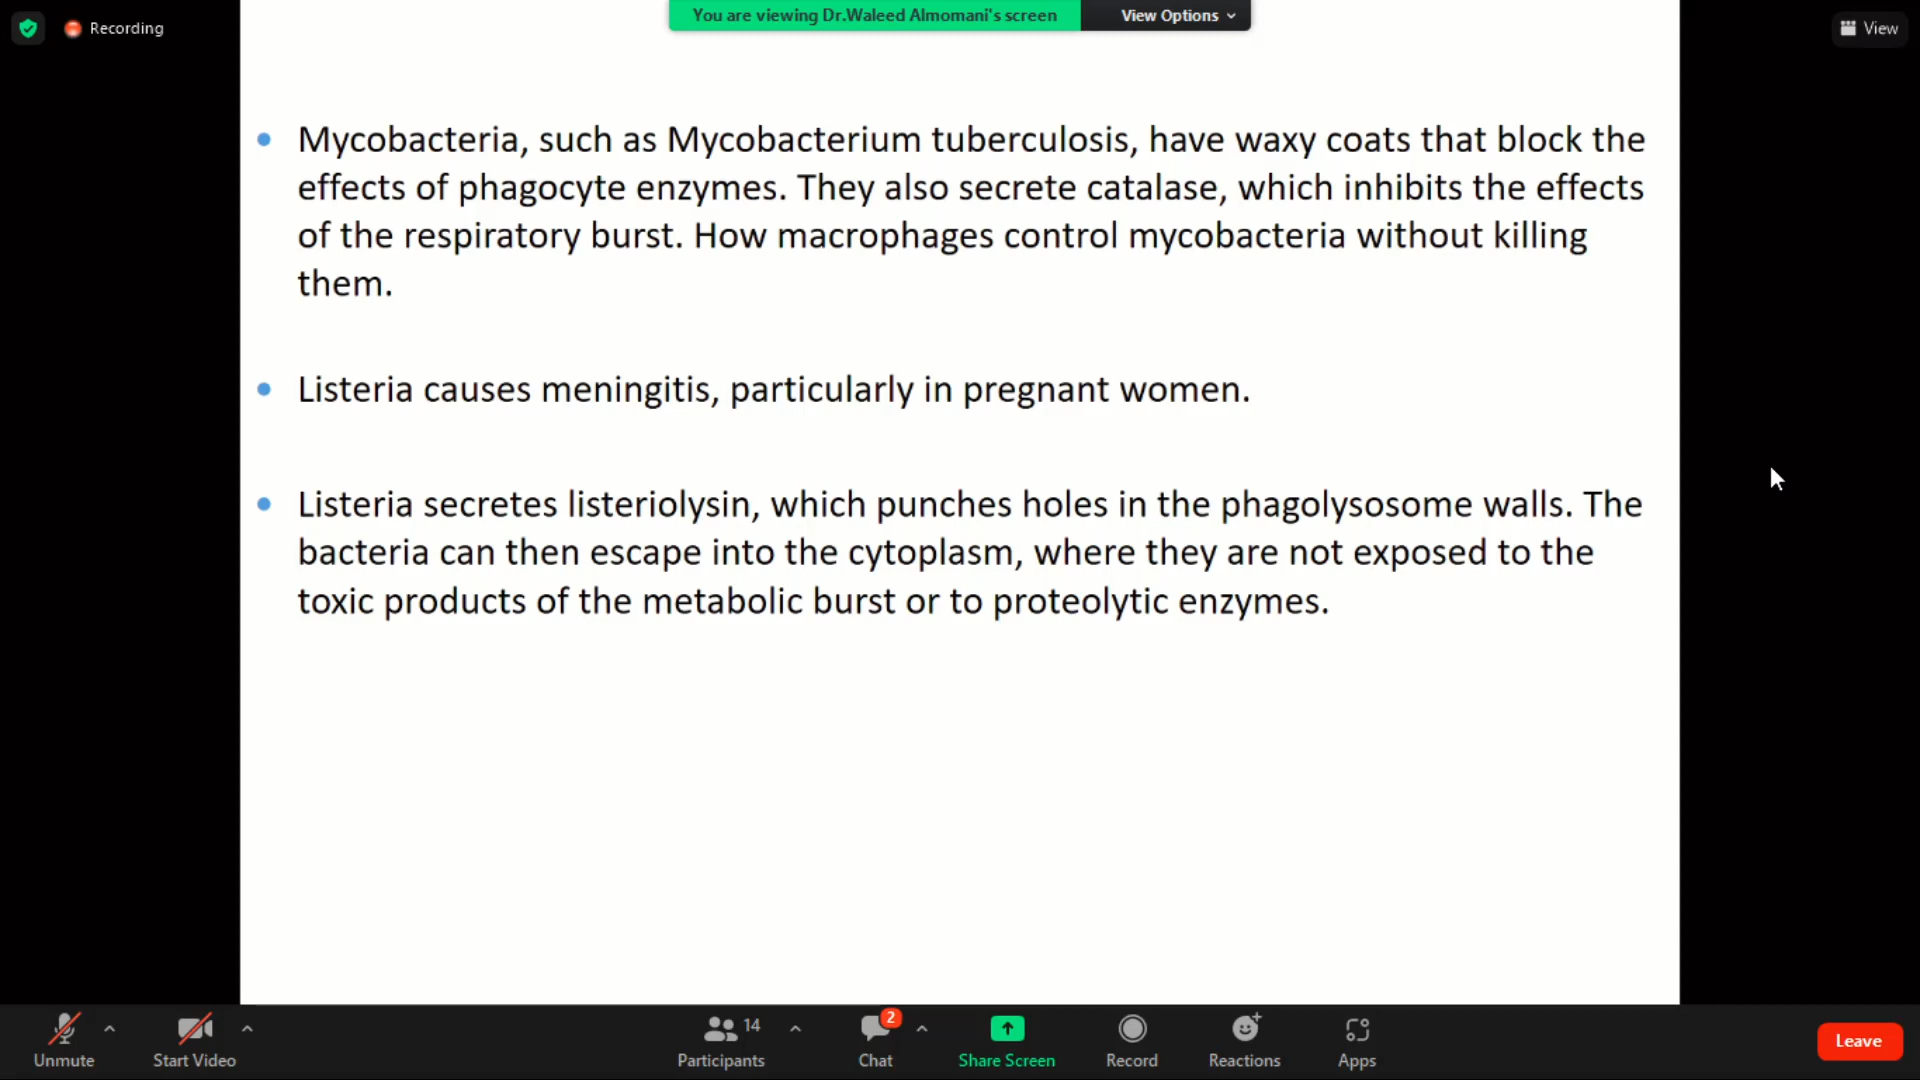 Recording
You are viewing Dr.Waleed Almomani's screen
View Options
View
• Mycobacteria, such as Mycobacterium tuberculosis, have waxy coats that block the
effects of phagocyte enzymes. They also secrete catalase, which inhibits the effects
of the respiratory burst. How macrophages control mycobacteria without killing
them.
• Listeria causes meningitis, particularly in pregnant women.
• Listeria secretes listeriolysin, which punches holes in the phagolysosome walls. The
bacteria can then escape into the cytoplasm, where they are not exposed to the
toxic products of the metabolic burst or to proteolytic enzymes.
Unmute
Start Video
14
Participants
2
Chat
Share Screen
Record
Reactions
Apps
Leave